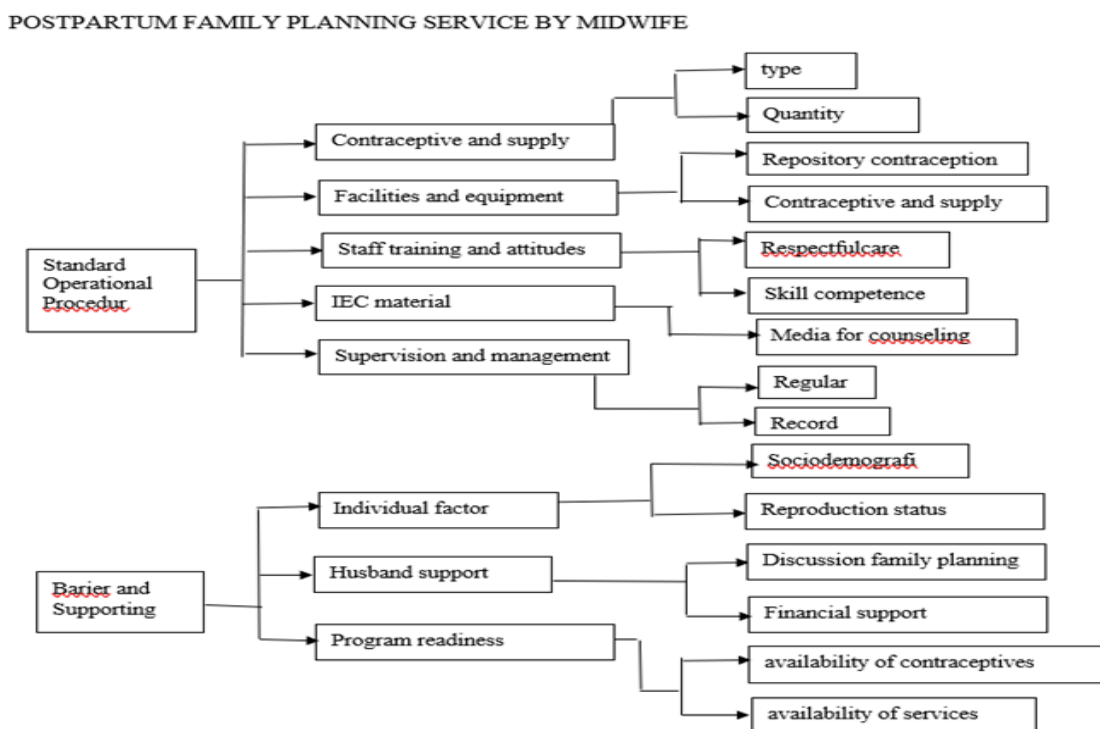 POSTPARTUM FAMILY PLANNING SERVICE BY MIDWIFE
Standard
Operational
Procedur
Contraceptive and supply
type
Quantity
Facilities and equipment
Repository contraception
Contraceptive and supply
Staff training and attitudes
Respectfulcare
Skill competence
IEC material
Media for counseling
Supervision and management
Regular
Record
Barier and
Supporting
Individual factor
Sociodemografi
Reproduction status
Husband support
Discussion family planning
Financial support
Program readiness
availability of contraceptives
availability of services